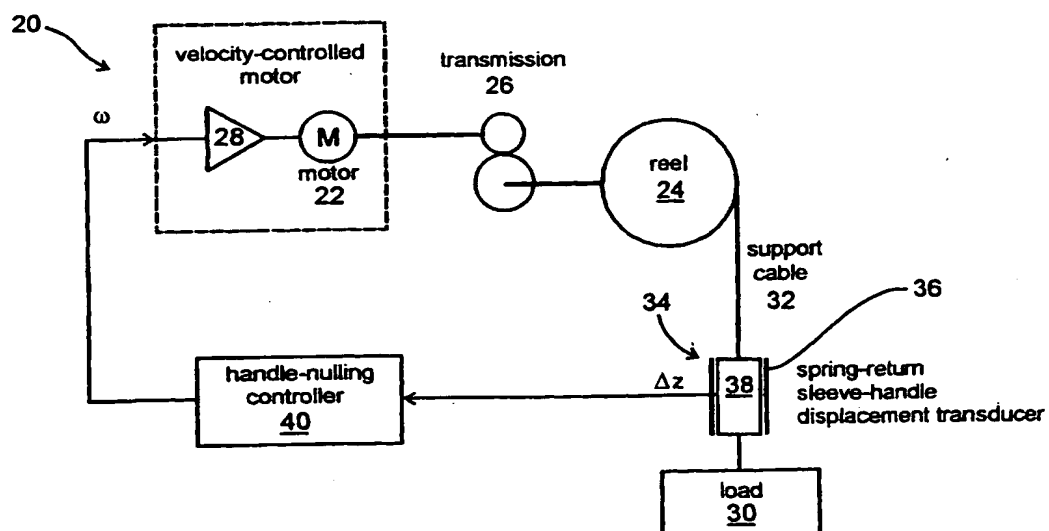 20
velocity-controlled
motor
ω
28
M
motor
22
transmission
26
reel
24
support
cable
32
34
36
Δz
38
spring-return
sleeve-handle
displacement transducer
handle-nulling
controller
40
load
30